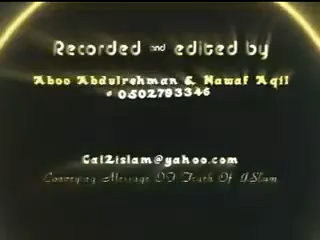 Recorded and edited by
Aboo Abdulrehman & Nawaf Aqil
# 0502793346
Cal2islam@yahoo.com
Conveying Message Of Truth Of ISlam